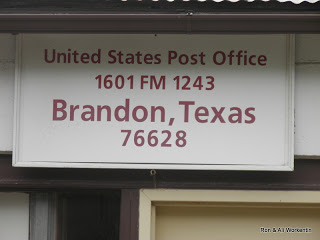 United States Post Office
1601 FM 1243
Brandon, Texas
76628
Ron & Ali Workentin